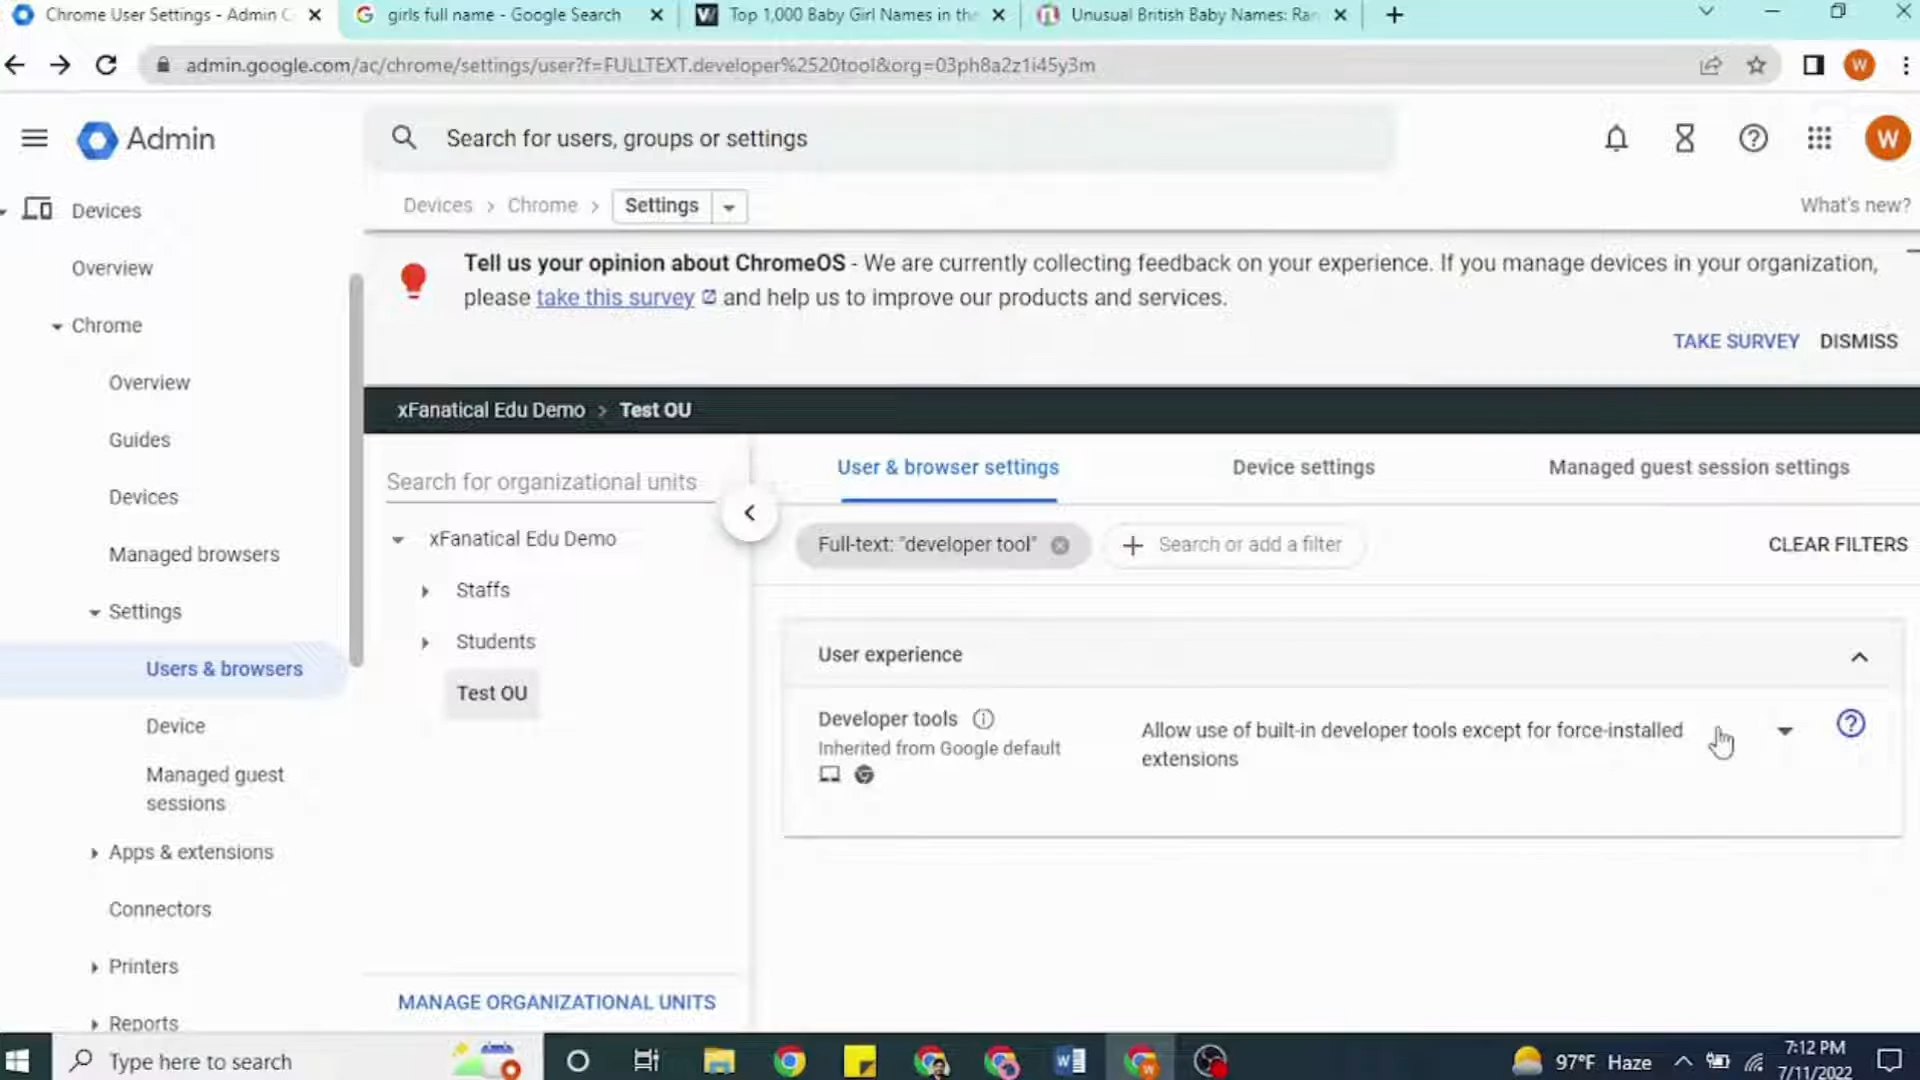 Chrome User Settings - Admin C
girls full name - Google Search
Top 1,000 Baby Girl Names in the
Unusual British Baby Names: Ran
admin.google.com/ac/chrome/settings/user?f=FULLTEXT.developer%2520tool&org=03ph8a2z1i45y3m
W
Admin
Search for users, groups or settings
W
Devices
Overview
Chrome
Overview
Guides
Devices
Managed browsers
Settings
Users & browsers
Device
Managed guest
sessions
Apps & extensions
Connectors
Printers
Reports
Devices > Chrome > Settings
What's new?
Tell us your opinion about ChromeOS - We are currently collecting feedback on your experience. If you manage devices in your organization,
please take this survey and help us to improve our products and services.
TAKE SURVEY DISMISS
xFanatical Edu Demo > Test OU
Search for organizational units
xFanatical Edu Demo
Staffs
Students
Test OU
MANAGE ORGANIZATIONAL UNITS
User & browser settings
Device settings
Managed guest session settings
Full-text: "developer tool"
Search or add a filter
CLEAR FILTERS
User experience
Developer tools
Inherited from Google default
Allow use of built-in developer tools except for force-installed
extensions
Type here to search
97°F Haze
7:12 PM
7/11/2022